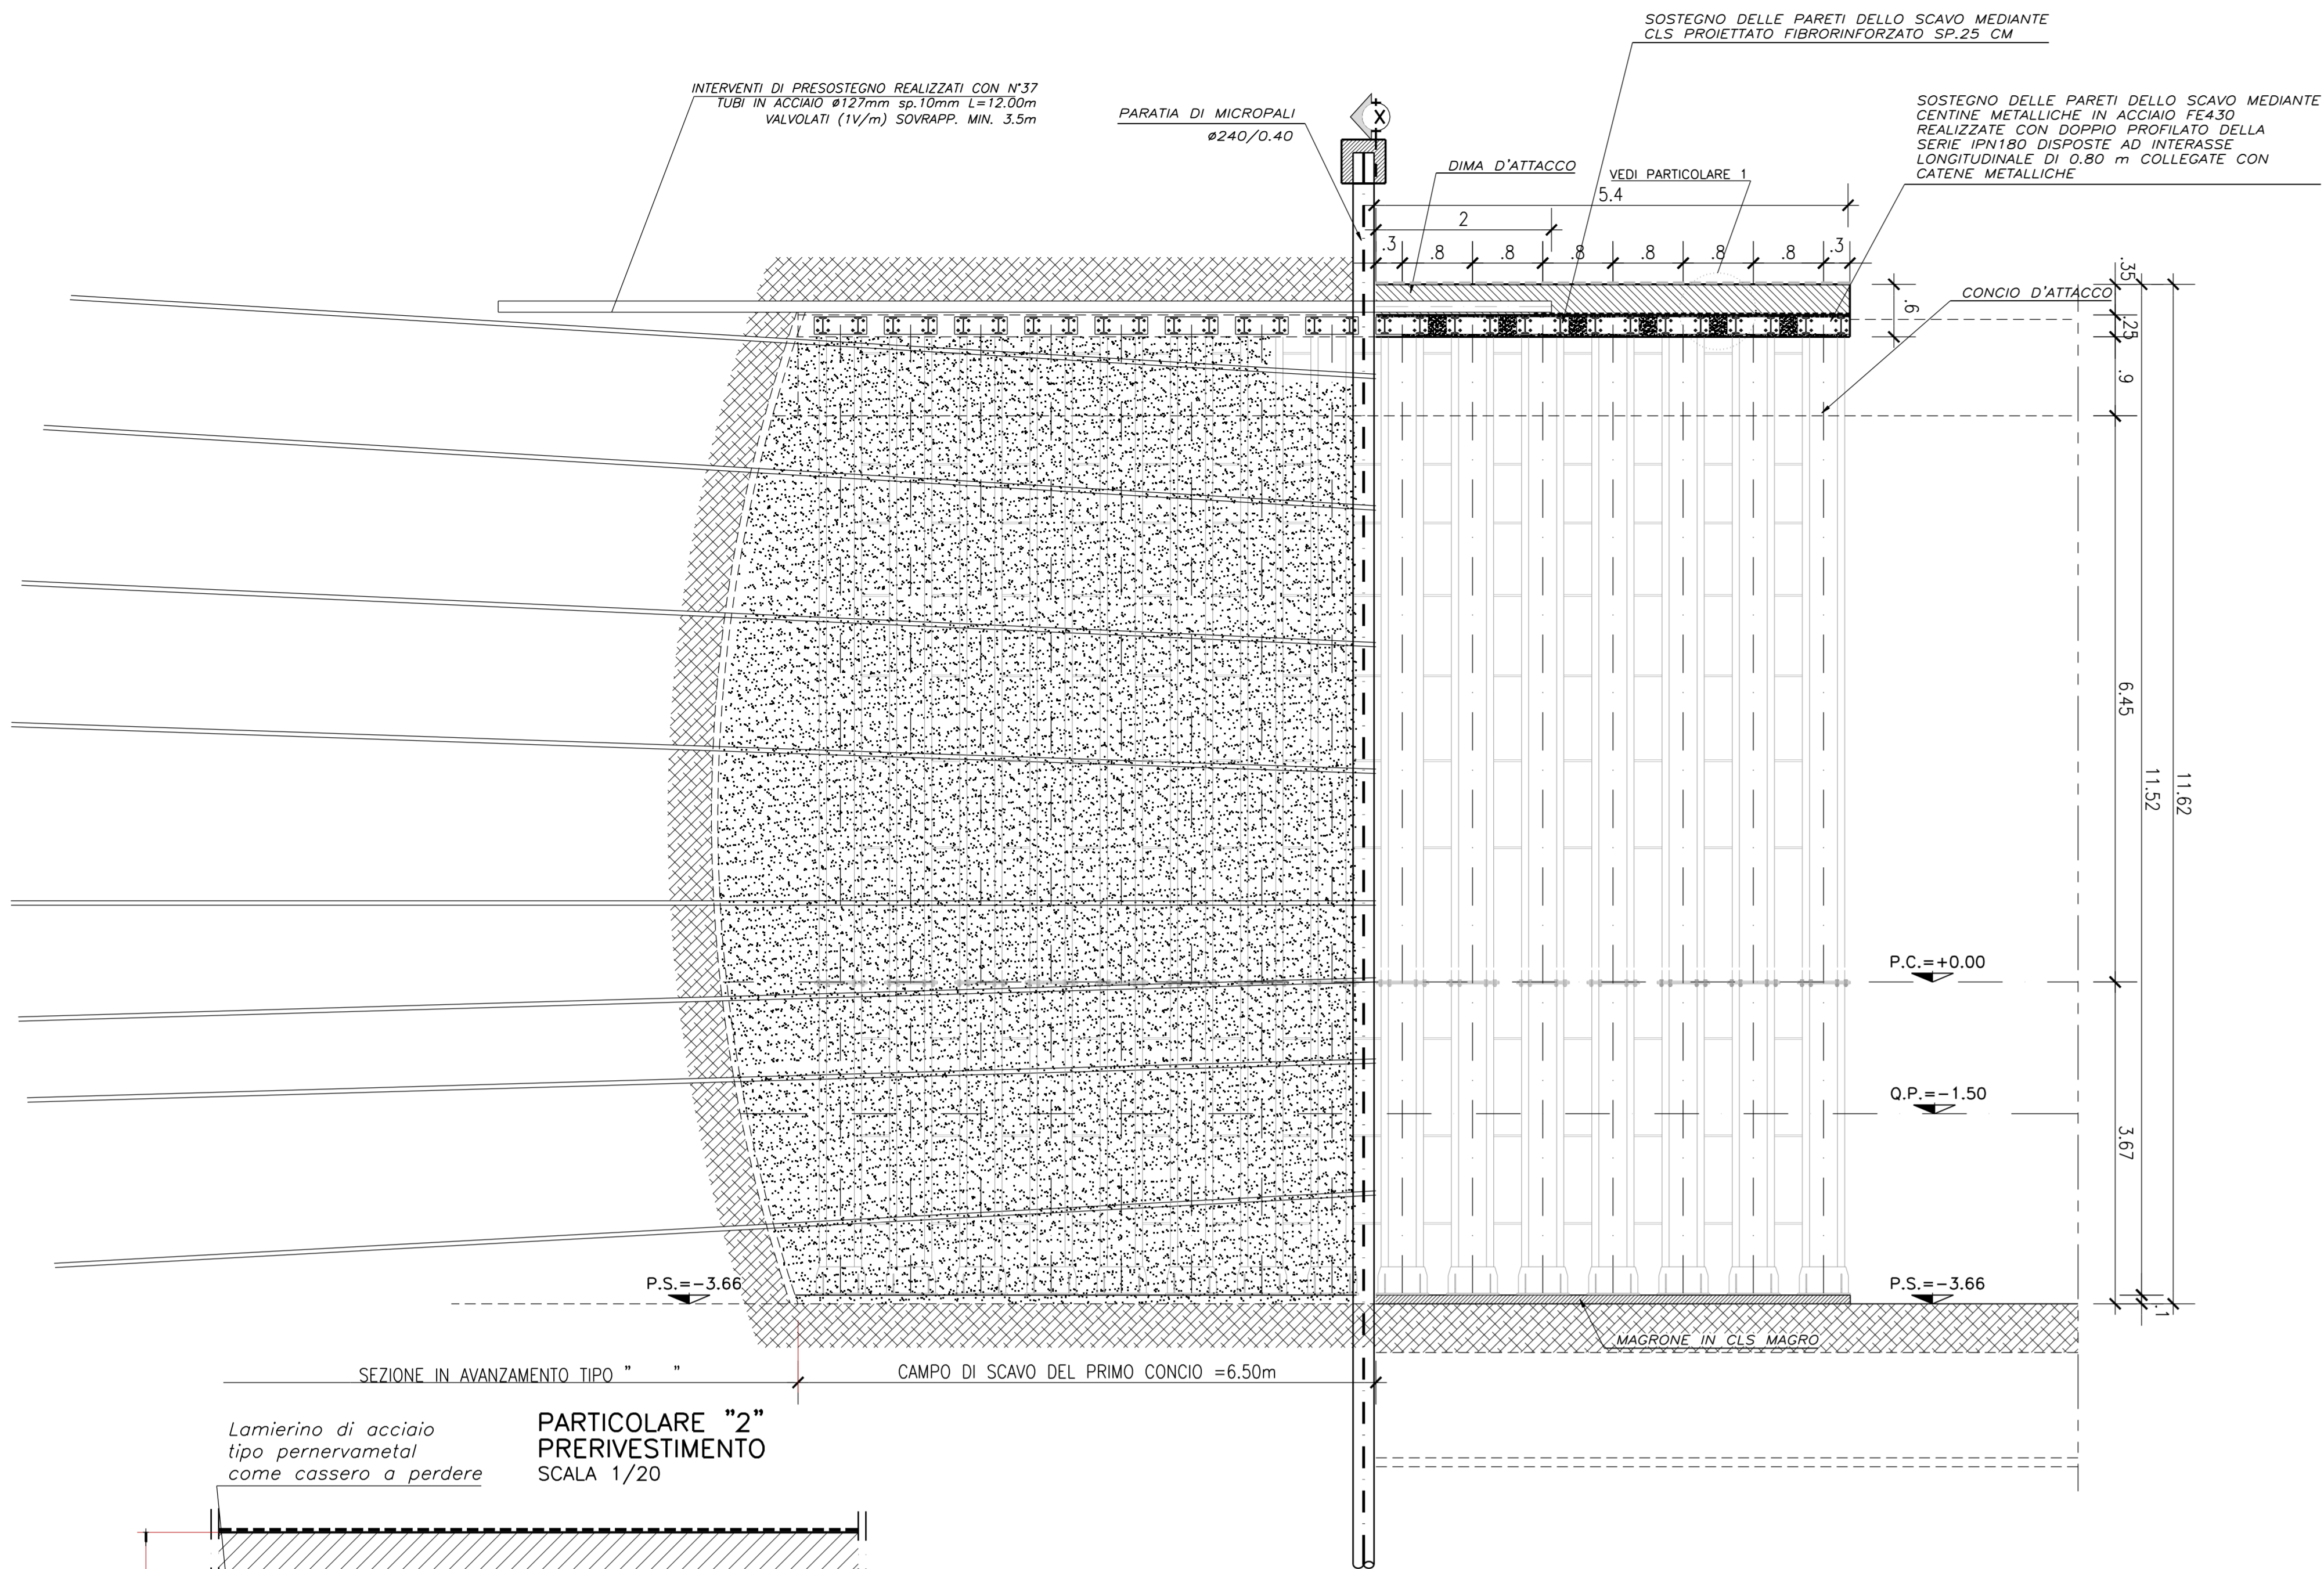 SOSTEGNO DELLE PARETI DELLO SCAVO MEDIANTE
CLS PROIETTATO FIBRORINFORZATO SP.25 CM
INTERVENTI DI PRESOSTEGNO REALIZZATI CON N°37
TUBI IN ACCIAIO ø127mm sp.10mm L=12.00m
VALVOLATI (1V/m) SOVRAPP. MIN. 3.5m
PARATIA DI MICROPALI
ø240/0.40
X
SOSTEGNO DELLE PARETI DELLO SCAVO MEDIANTE
CENTINE METALLICHE IN ACCIAIO FE430
REALIZZATE CON DOPPIO PROFILATO DELLA
SERIE IPN180 DISPOSTE AD INTERASSE
LONGITUDINALE DI 0.80 m COLLEGATE CON
CATENE METALLICHE
DIMA D'ATTACCO
VEDI PARTICOLARE 1
5.4
2
.3
.8
.8
.8
.8
.8
.8
.3
.6
CONCIO D'ATTACCO
.35
.25
.9
6.45
11.52
11.62
3.67
.1
P.C.=+0.00
Q.P.=-1.50
P.S.=-3.66
P.S.=-3.66
MAGRONE IN CLS MAGRO
SEZIONE IN AVANZAMENTO TIPO " "
CAMPO DI SCAVO DEL PRIMO CONCIO =6.50m
Lamierino di acciaio
tipo pernervametal
come cassero a perdere
PARTICOLARE "2"
PRERIVESTIMENTO
SCALA 1/20